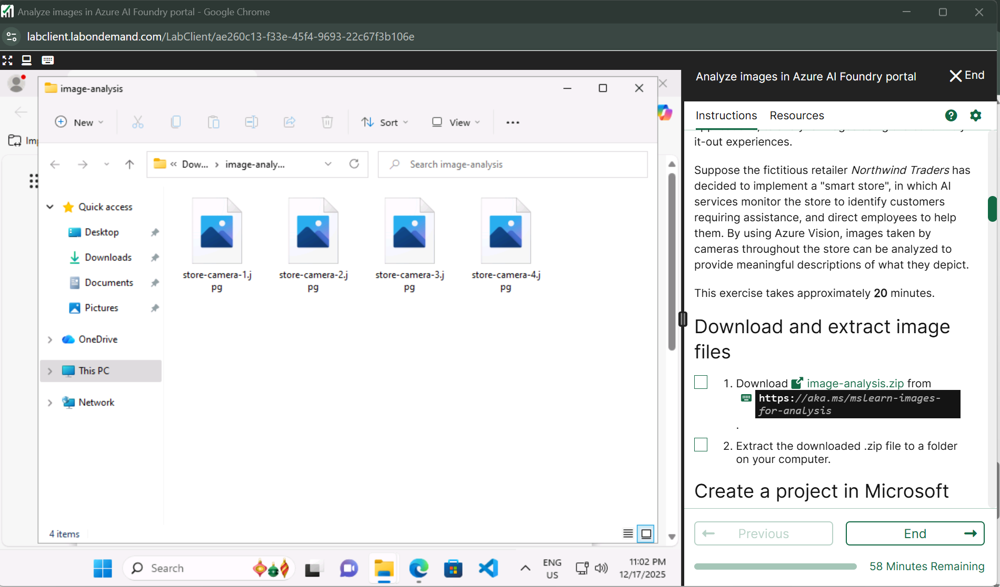 Analyze images in Azure AI Foundry portal - Google Chrome
labclient.labondemand.com/LabClient/ae260c13-f33e-45f4-9693-22c67f3b106e
image-analysis
New
Sort
View
« Dow... › image-analy...
Search image-analysis
Quick access
Desktop
Downloads
Documents
Pictures
OneDrive
This PC
Network
store-camera-1.j
pg
store-camera-2.j
pg
store-camera-3.j
pg
store-camera-4.j
pg
4 items
Search
ENG
US
11:02 PM
12/17/2025
Analyze images in Azure AI Foundry portal
End
Instructions
Resources
it-out experiences.
Suppose the fictitious retailer Northwind Traders has
decided to implement a "smart store", in which AI
services monitor the store to identify customers
requiring assistance, and direct employees to help
them. By using Azure Vision, images taken by
cameras throughout the store can be analyzed to
provide meaningful descriptions of what they depict.
This exercise takes approximately 20 minutes.
Download and extract image
files
1. Download image-analysis.zip from
https://aka.ms/mslearn-images-
for-analysis
.
2. Extract the downloaded .zip file to a folder
on your computer.
Create a project in Microsoft
Previous
End
58 Minutes Remaining